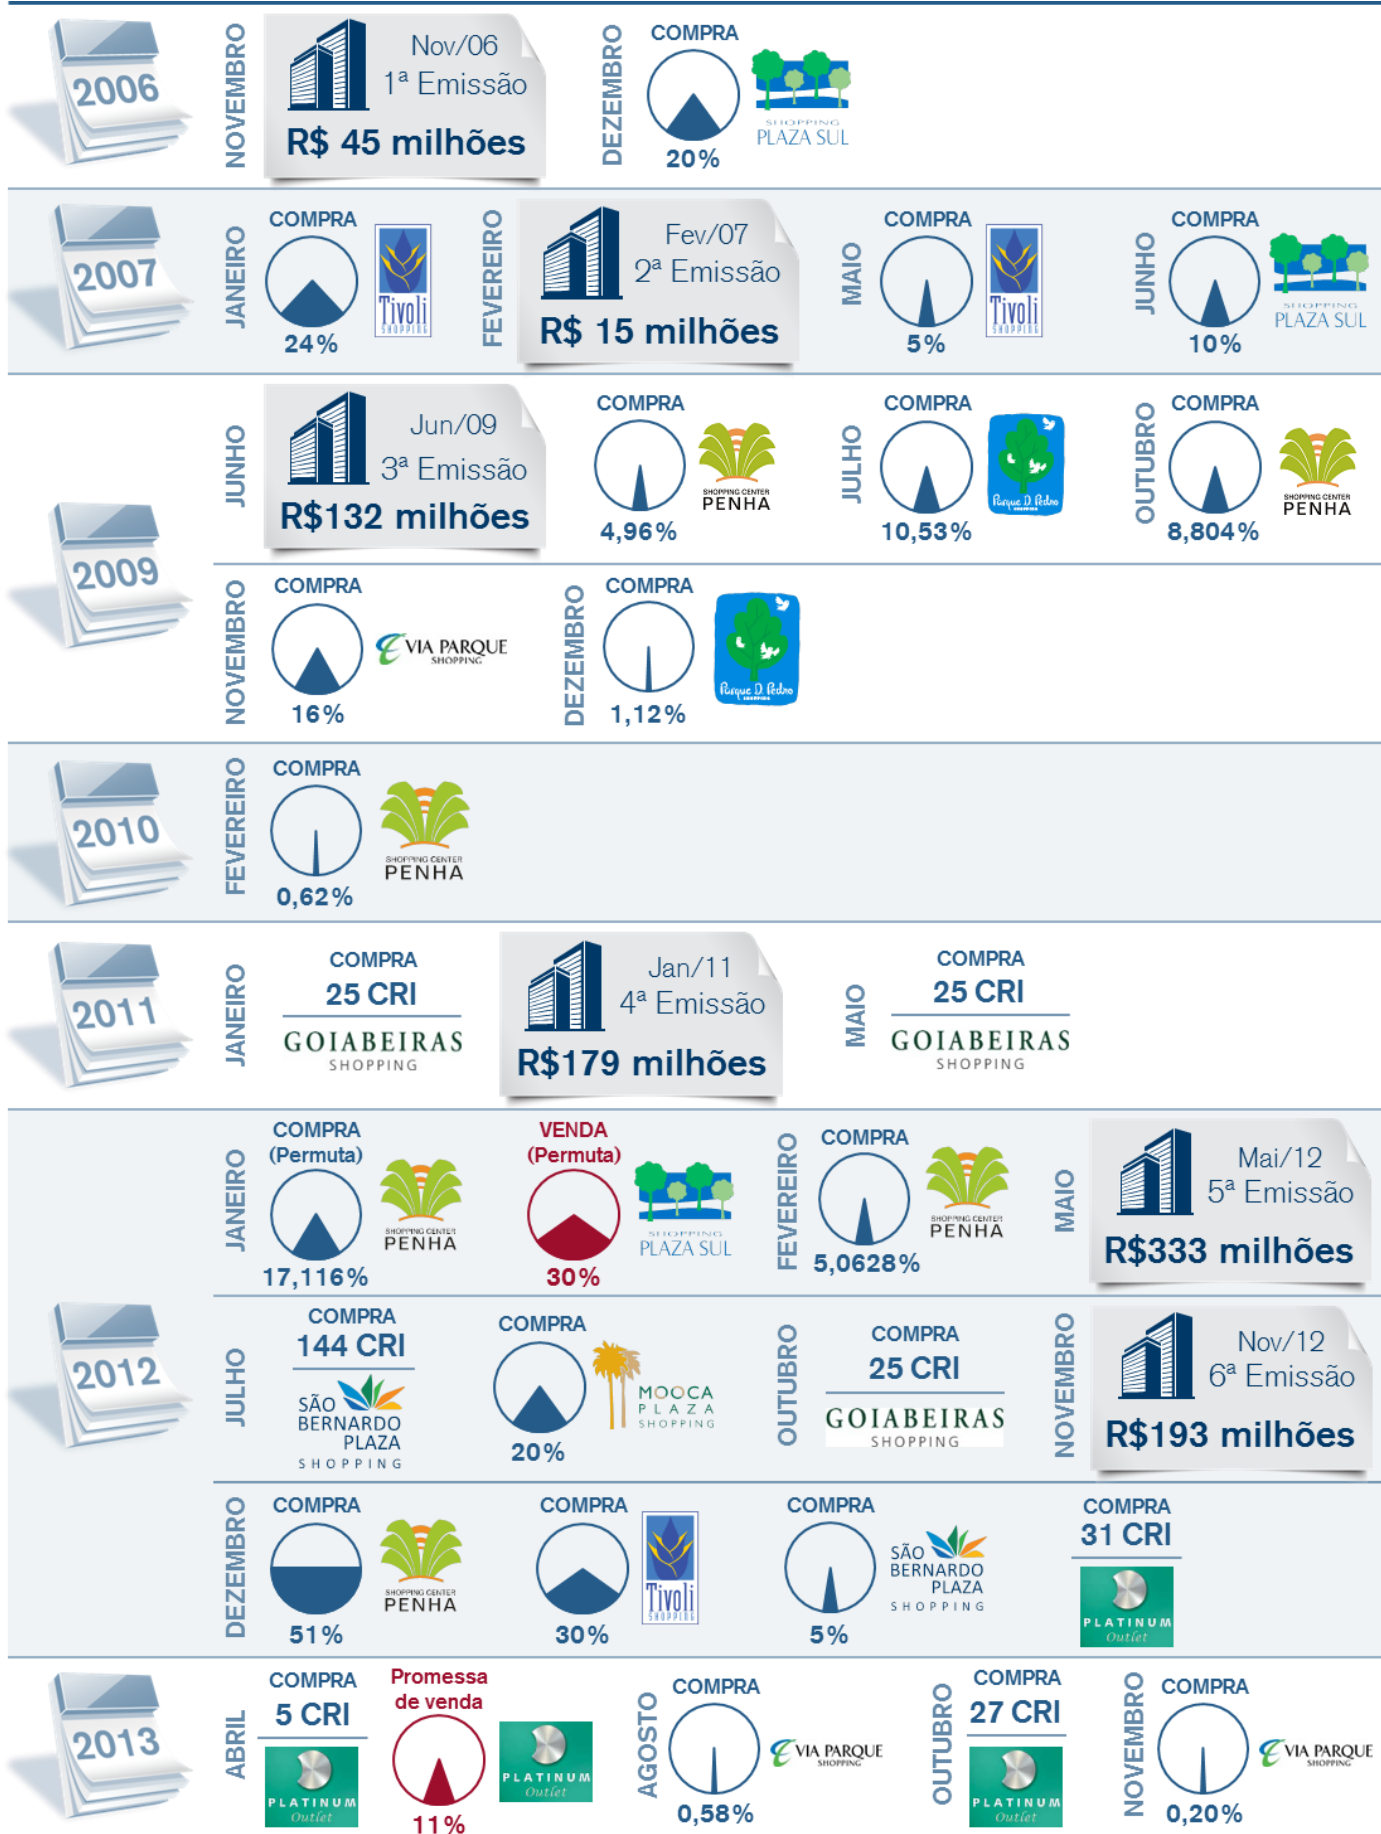 2006
NOVEMBRO
Nov/06
1ª Emissão
R$ 45 milhões
DEZEMBRO
COMPRA
20%
SHOPPING
PLAZA SUL
2007
JANEIRO
COMPRA
24%
Tivoli
SHOPPING
FEVEREIRO
Fev/07
2ª Emissão
R$ 15 milhões
MAIO
COMPRA
5%
Tivoli
SHOPPING
JUNHO
COMPRA
10%
SHOPPING
PLAZA SUL
2009
JUNHO
Jun/09
3ª Emissão
R$132 milhões
COMPRA
4,96%
SHOPPING CENTER
PENHA
JULHO
COMPRA
10,53%
Parque D. Pedro
SHOPPING
OUTUBRO
COMPRA
8,804%
SHOPPING CENTER
PENHA
NOVEMBRO
COMPRA
16%
VIA PARQUE
SHOPPING
DEZEMBRO
COMPRA
1,12%
Parque D. Pedro
SHOPPING
2010
FEVEREIRO
COMPRA
0,62%
SHOPPING CENTER
PENHA
2011
JANEIRO
COMPRA
25 CRI
GOIABEIRAS
SHOPPING
Jan/11
4ª Emissão
R$179 milhões
MAIO
COMPRA
25 CRI
GOIABEIRAS
SHOPPING
2012
JANEIRO
COMPRA
(Permuta)
17,116%
SHOPPING CENTER
PENHA
VENDA
(Permuta)
30%
SHOPPING
PLAZA SUL
FEVEREIRO
COMPRA
5,0628%
SHOPPING CENTER
PENHA
MAIO
Mai/12
5ª Emissão
R$333 milhões
JULHO
COMPRA
144 CRI
SÃO
BERNARDO
PLAZA
SHOPPING
COMPRA
20%
MOOCA
PLAZA
SHOPPING
OUTUBRO
COMPRA
25 CRI
GOIABEIRAS
SHOPPING
NOVEMBRO
Nov/12
6ª Emissão
R$193 milhões
DEZEMBRO
COMPRA
51%
SHOPPING CENTER
PENHA
COMPRA
30%
Tivoli
SHOPPING
COMPRA
5%
SÃO
BERNARDO
PLAZA
SHOPPING
COMPRA
31 CRI
PLATINUM
Outlet
2013
ABRIL
COMPRA
5 CRI
PLATINUM
Outlet
Promessa
de venda
11%
PLATINUM
Outlet
AGOSTO
COMPRA
0,58%
VIA PARQUE
SHOPPING
OUTUBRO
COMPRA
27 CRI
PLATINUM
Outlet
NOVEMBRO
COMPRA
0,20%
VIA PARQUE
SHOPPING